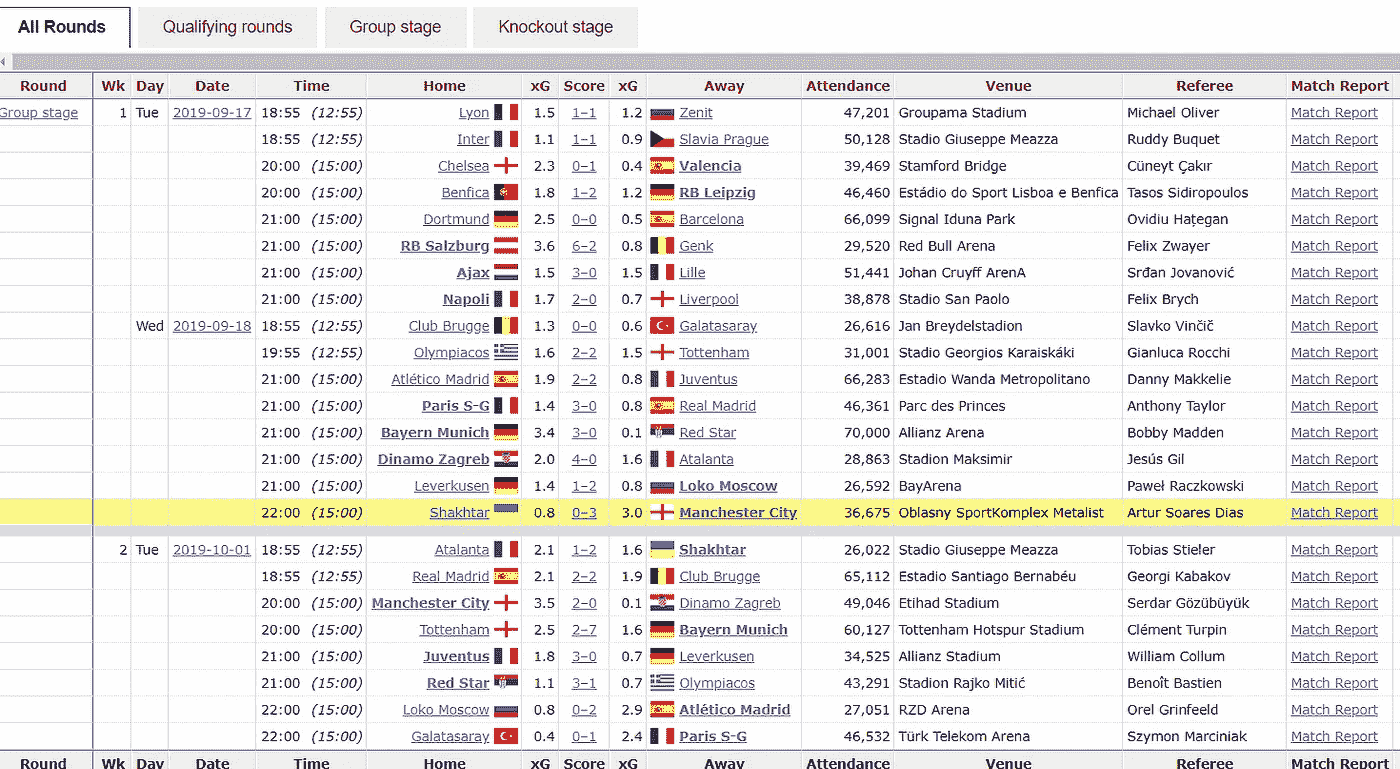 All Rounds Qualifying rounds Group stage Knockout stage
Round Wk Day Date Time Home xG Score xG Away Attendance Venue Referee Match Report
Group stage 1 Tue 2019-09-17 18:55 (12:55) Lyon 1.5 1–1 1.2 Zenit 47,201 Groupama Stadium Michael Oliver Match Report
18:55 (12:55) Inter 1.1 1–1 0.9 Slavia Prague 50,128 Stadio Giuseppe Meazza Ruddy Buquet Match Report
20:00 (15:00) Chelsea 2.3 0–1 0.4 Valencia 39,469 Stamford Bridge Cüneyt Çakır Match Report
20:00 (15:00) Benfica 1.8 1–2 1.2 RB Leipzig 46,460 Estádio do Sport Lisboa e Benfica Tasos Sidiropoulos Match Report
21:00 (15:00) Dortmund 2.5 0–0 0.5 Barcelona 66,099 Signal Iduna Park Ovidiu Hațegan Match Report
21:00 (15:00) RB Salzburg 3.6 6–2 0.8 Genk 29,520 Red Bull Arena Felix Zwayer Match Report
21:00 (15:00) Ajax 1.5 3–0 1.5 Lille 51,441 Johan Cruyff ArenA Srđan Jovanović Match Report
21:00 (15:00) Napoli 1.7 2–0 0.7 Liverpool 38,878 Stadio San Paolo Felix Brych Match Report
Wed 2019-09-18 18:55 (12:55) Club Brugge 1.3 0–0 0.6 Galatasaray 26,616 Jan Breydelstadion Slavko Vinčič Match Report
19:55 (12:55) Olympiacos 1.6 2–2 1.5 Tottenham 31,001 Stadio Georgios Karaiskáki Gianluca Rocchi Match Report
21:00 (15:00) Atlético Madrid 1.9 2–2 0.8 Juventus 66,283 Estadio Wanda Metropolitano Danny Makkelie Match Report
21:00 (15:00) Paris S-G 1.4 3–0 0.8 Real Madrid 46,361 Parc des Princes Anthony Taylor Match Report
21:00 (15:00) Bayern Munich 3.4 3–0 0.1 Red Star 70,000 Allianz Arena Bobby Madden Match Report
21:00 (15:00) Dinamo Zagreb 2.0 4–0 1.6 Atalanta 28,863 Stadion Maksimir Jesús Gil Match Report
21:00 (15:00) Leverkusen 1.4 1–2 0.8 Loko Moscow 26,592 BayArena Paweł Raczkowski Match Report
22:00 (15:00) Shakhtar 0.8 0–3 3.0 Manchester City 36,675 Oblasny SportKomplex Metalist Artur Soares Dias Match Report
2 Tue 2019-10-01 18:55 (12:55) Atalanta 2.1 1–2 1.6 Shakhtar 26,022 Stadio Giuseppe Meazza Tobias Stieler Match Report
18:55 (12:55) Real Madrid 2.1 2–2 1.9 Club Brugge 65,112 Estadio Santiago Bernabéu Georgi Kabakov Match Report
20:00 (15:00) Manchester City 3.5 2–0 0.1 Dinamo Zagreb 49,046 Etihad Stadium Serdar Gözübüyük Match Report
20:00 (15:00) Tottenham 2.5 2–7 1.6 Bayern Munich 60,127 Tottenham Hotspur Stadium Clément Turpin Match Report
21:00 (15:00) Juventus 1.8 3–0 0.7 Leverkusen 34,525 Allianz Stadium William Collum Match Report
21:00 (15:00) Red Star 1.1 3–1 0.7 Olympiacos 43,291 Stadion Rajko Mitić Benoît Bastien Match Report
22:00 (15:00) Loko Moscow 0.8 0–2 2.9 Atlético Madrid 27,051 RZD Arena Orel Grinfeeld Match Report
22:00 (15:00) Galatasaray 0.4 0–1 2.4 Paris S-G 46,532 Türk Telekom Arena Szymon Marciniak Match Report
Round Wk Day Date Time Home xG Score xG Away Attendance Venue Referee Match Report